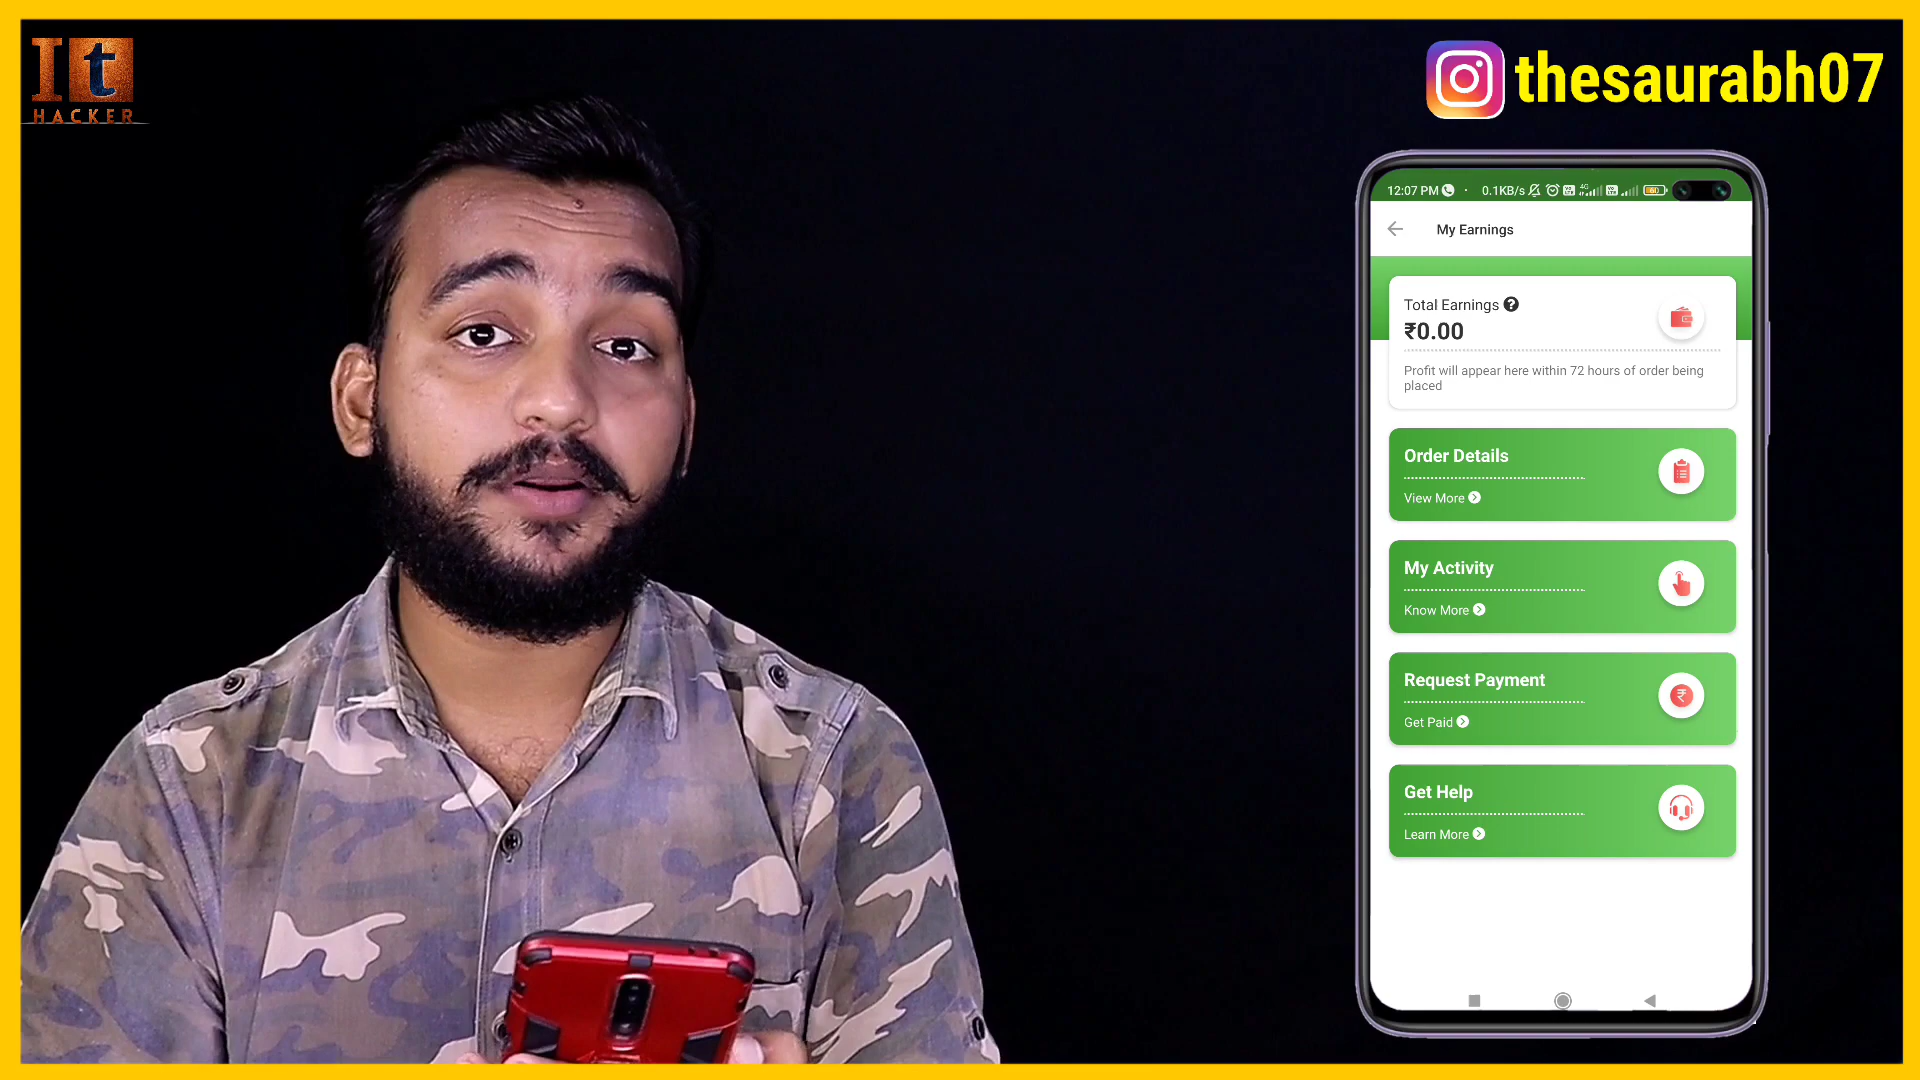 It
HACKER
thesaurabh07
12:07 PM
0.1KB/s
4G
60
My Earnings
Total Earnings
₹0.00
Profit will appear here within 72 hours of order being
placed
Order Details
View More
My Activity
Know More
Request Payment
₹
Get Paid
Get Help
Learn More